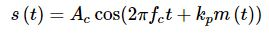 s (t) = A_c cos(2πf_c t + k_p m (t))